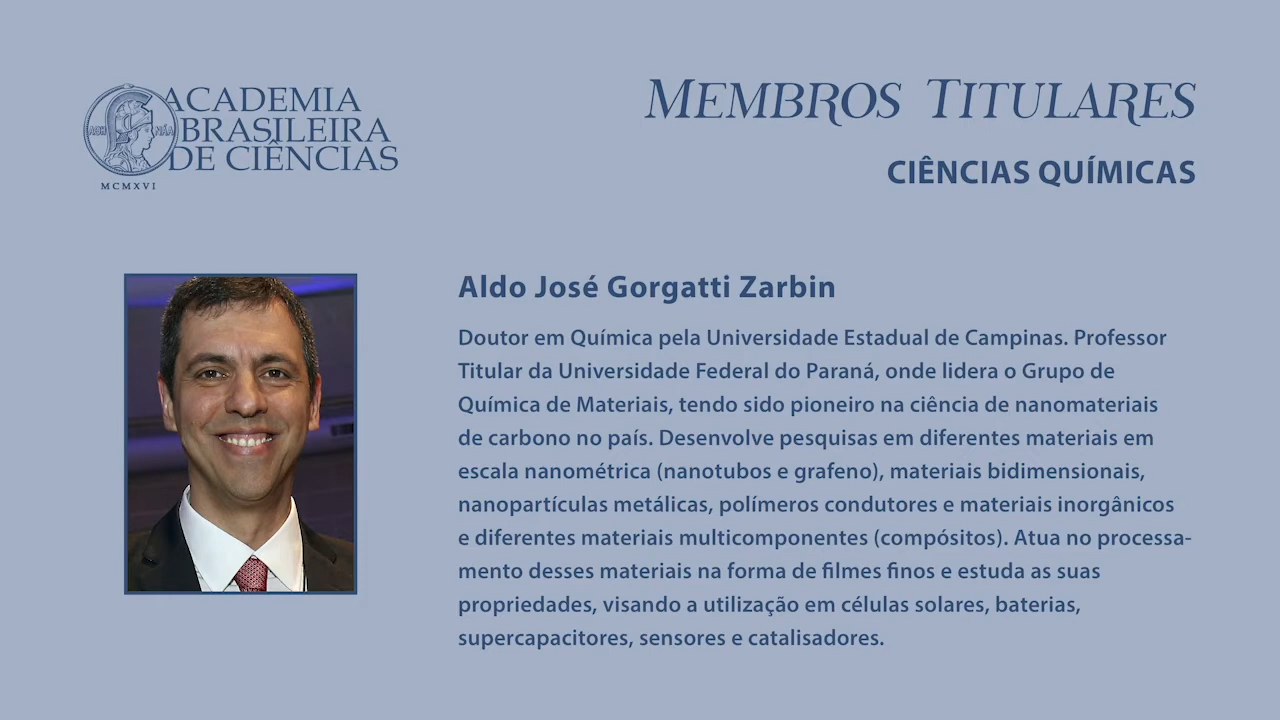 ACADEMIA
BRASILEIRA
DE CIÊNCIAS
MCMXVI
MEMBROS TITULARES
CIÊNCIAS QUÍMICAS
Aldo José Gorgatti Zarbin
Doutor em Química pela Universidade Estadual de Campinas. Professor
Titular da Universidade Federal do Paraná, onde lidera o Grupo de
Química de Materiais, tendo sido pioneiro na ciência de nanomateriais
de carbono no país. Desenvolve pesquisas em diferentes materiais em
escala nanométrica (nanotubos e grafeno), materiais bidimensionais,
nanopartículas metálicas, polímeros condutores e materiais inorgânicos
e diferentes materiais multicomponentes (compósitos). Atua no processa-
mento desses materiais na forma de filmes finos e estuda as suas
propriedades, visando a utilização em células solares, baterias,
supercapacitores, sensores e catalisadores.